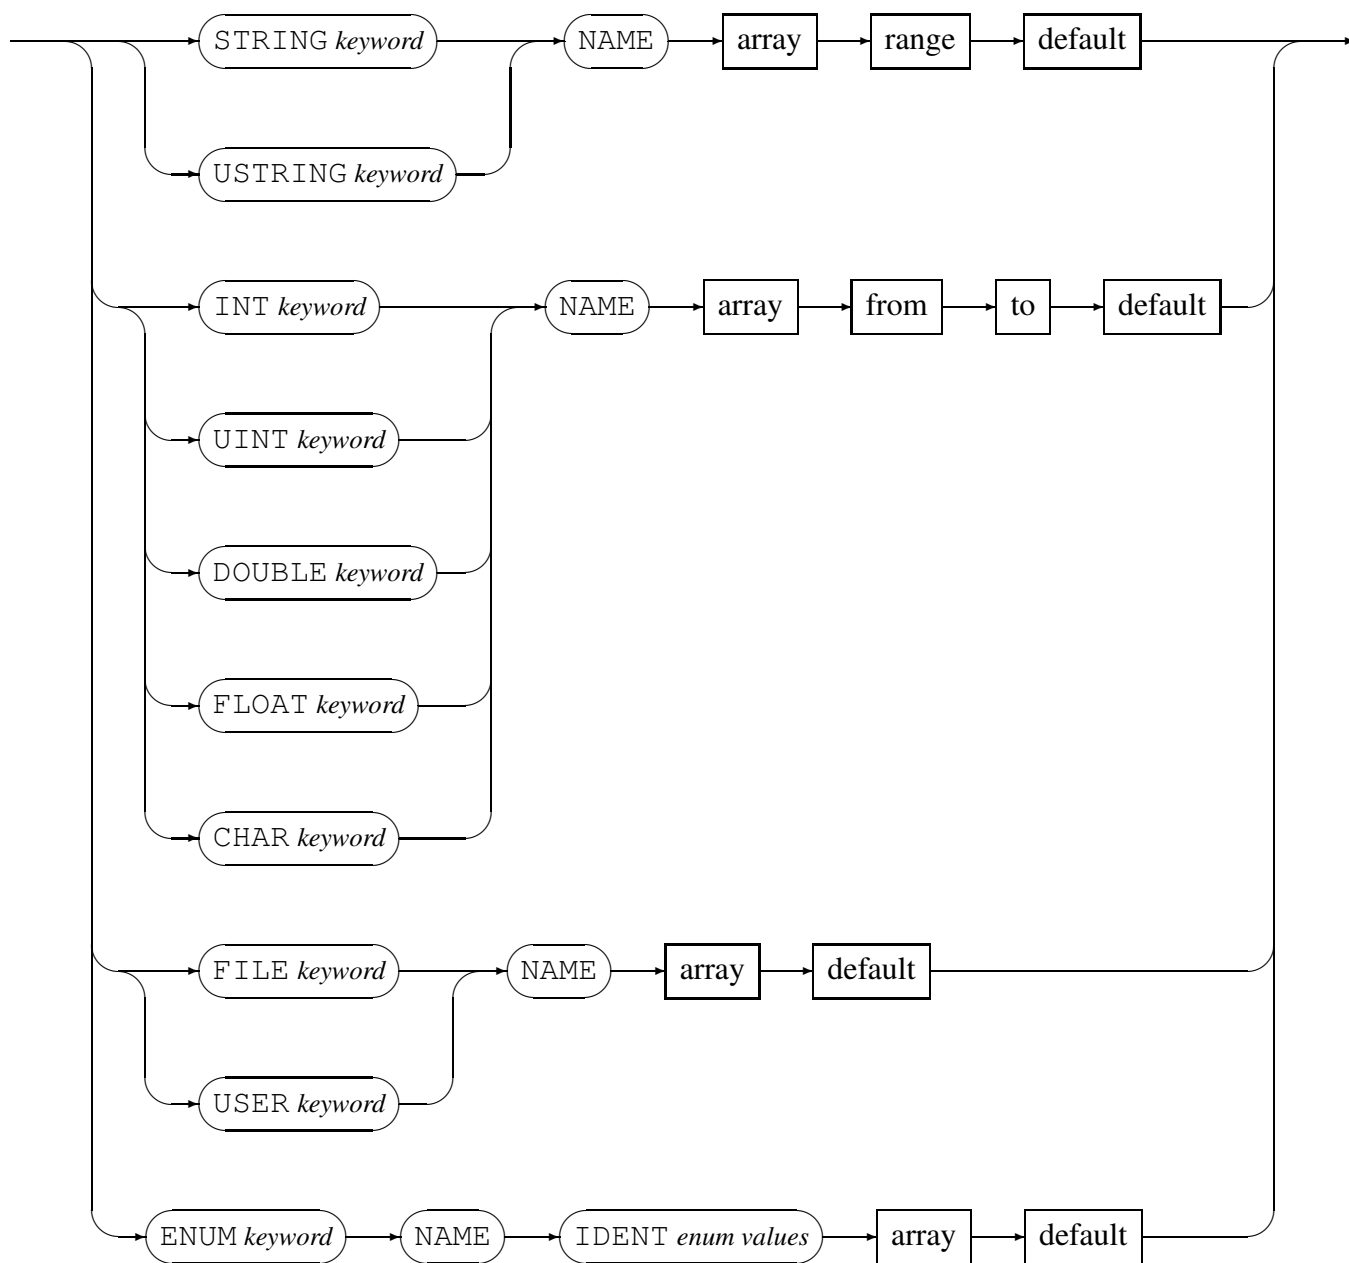 STRING keyword NAME array range default
USTRING keyword
INT keyword NAME array from to default
UINT keyword
DOUBLE keyword
FLOAT keyword
CHAR keyword
FILE keyword NAME array default
USER keyword
ENUM keyword NAME IDENT enum values array default